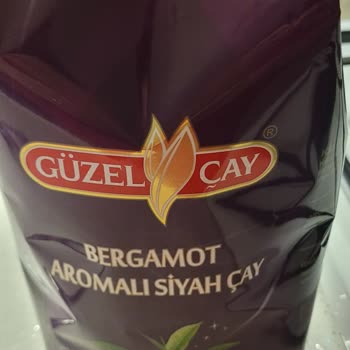 GÜZEL ÇAY ®
BERGAMOT
AROMALI SİYAH ÇAY